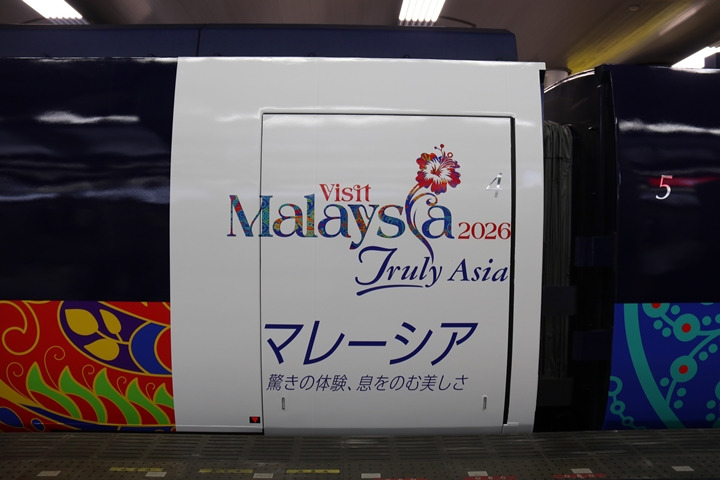 Visit
Malaysia 2026
Truly Asia
マレーシア
驚きの体験、息をのむ美しさ
4
5